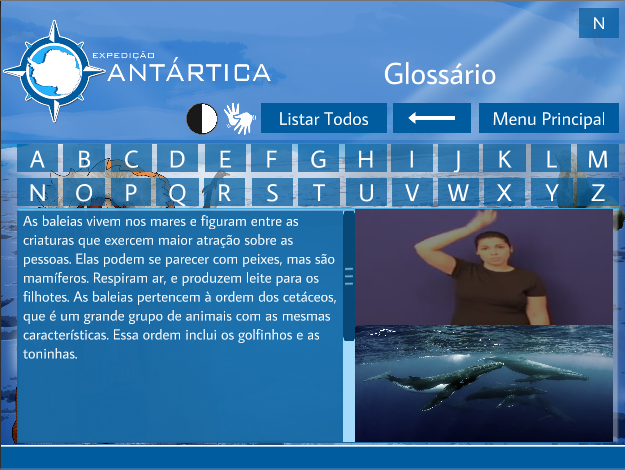 N
EXPEDIÇÃO
ANTÁRTICA
Glossário
Listar Todos
Menu Principal
A B C D E F G H I J K L M
N O P Q R S T U V W X Y Z
As baleias vivem nos mares e figuram entre as
criaturas que exercem maior atração sobre as
pessoas. Elas podem se parecer com peixes, mas são
mamíferos. Respiram ar, e produzem leite para os
filhotes. As baleias pertencem à ordem dos cetáceos,
que é um grande grupo de animais com as mesmas
características. Essa ordem inclui os golfinhos e as
toninhas.